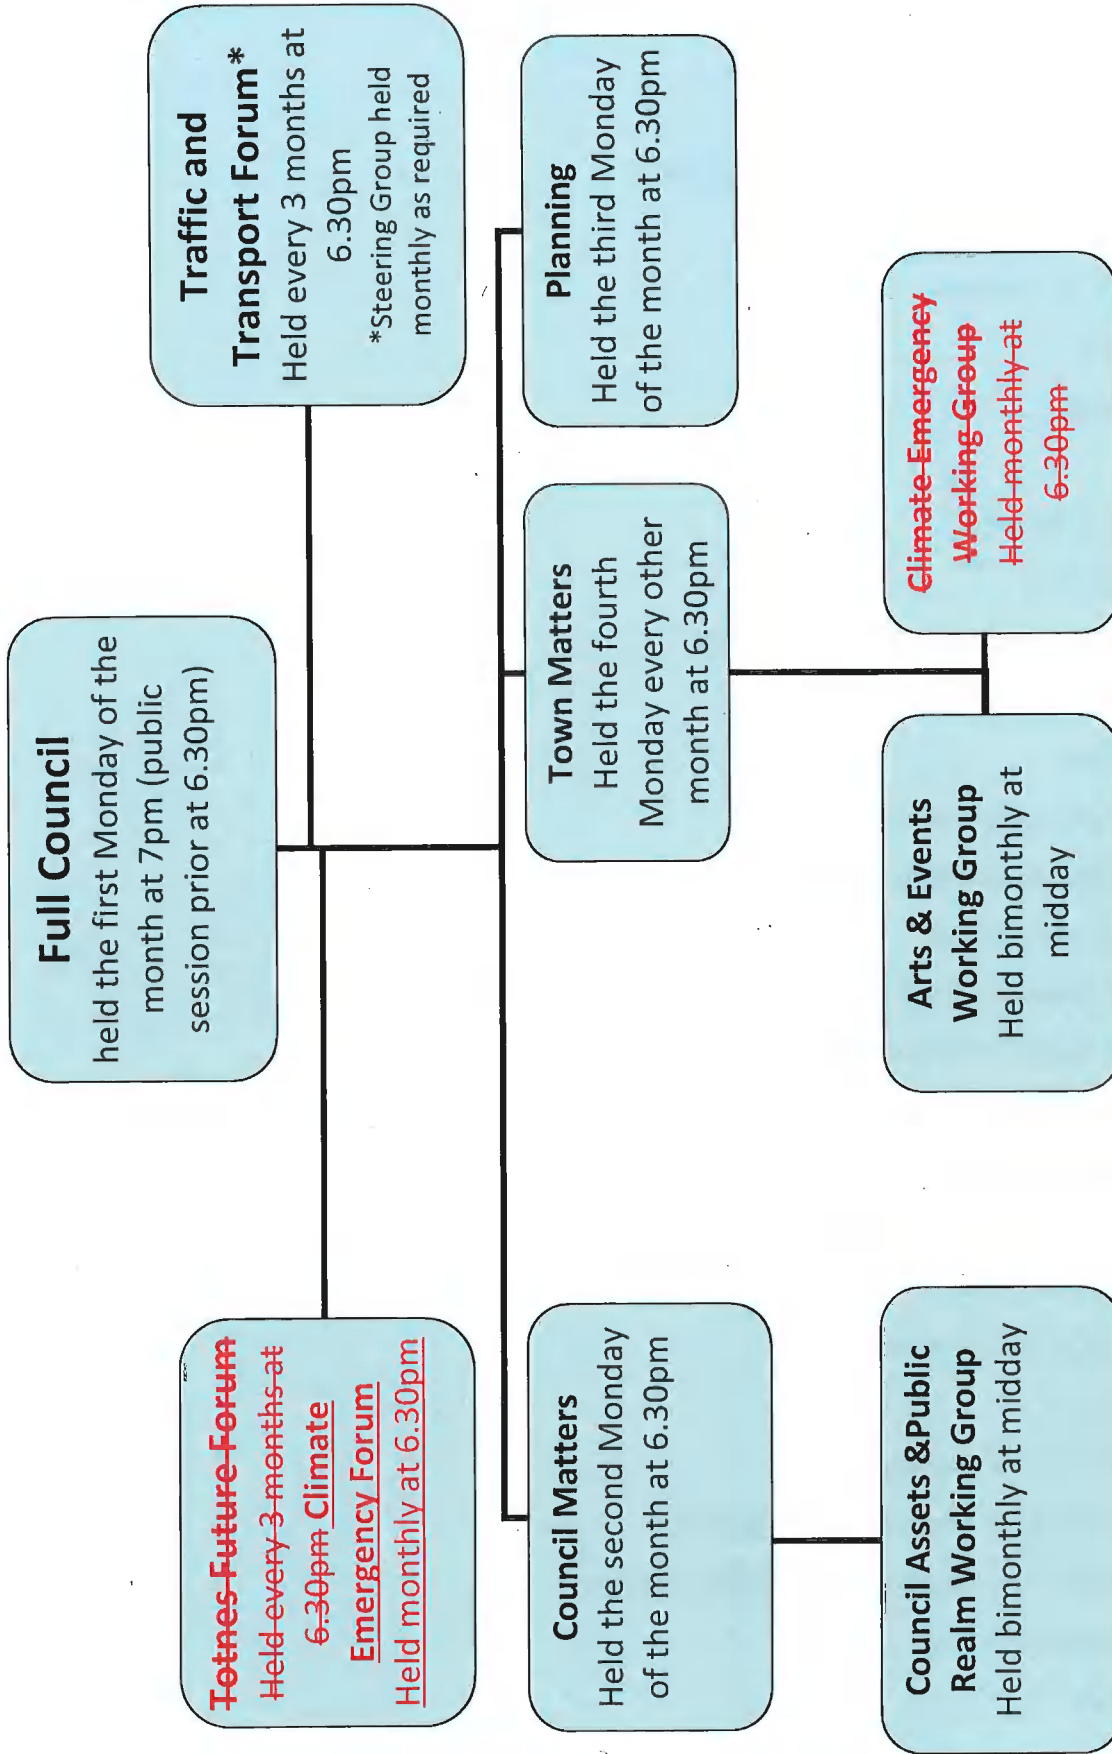 Full Council
held the first Monday of the
month at 7pm (public
session prior at 6.30pm)
Totnes Future Forum
Held every 3 months at
6.30pm Climate
Emergency Forum
Held monthly at 6.30pm
Traffic and
Transport Forum*
Held every 3 months at
6.30pm
*Steering Group held
monthly as required
Council Matters
Held the second Monday
of the month at 6.30pm
Town Matters
Held the fourth
Monday every other
month at 6.30pm
Planning
Held the third Monday
of the month at 6.30pm
Council Assets &Public
Realm Working Group
Held bimonthly at midday
Arts & Events
Working Group
Held bimonthly at
midday
Climate Emergency
Working Group
Held monthly at
6.30pm